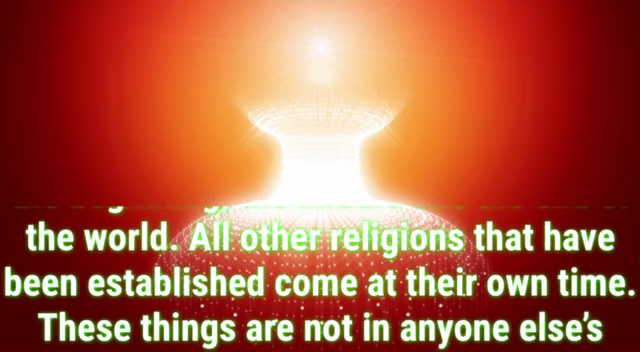 the world. All other religions that have
been established come at their own time.
These things are not in anyone else’s